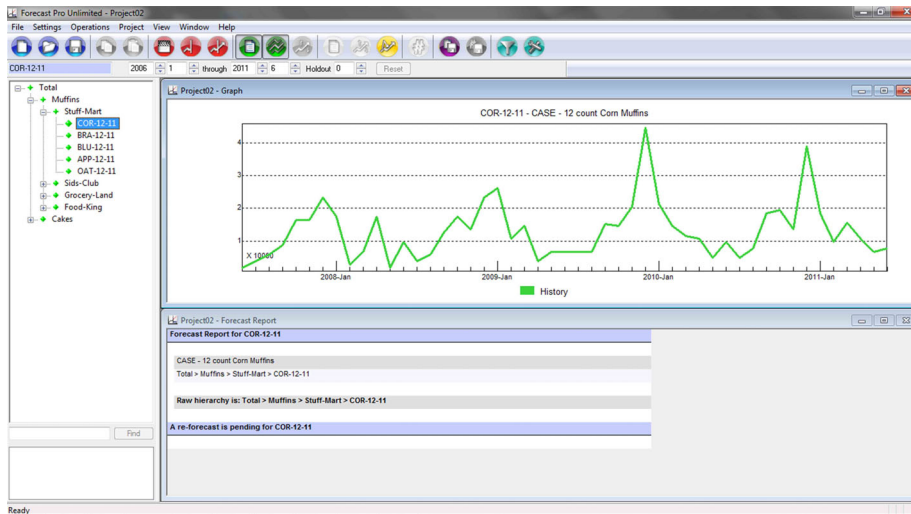 Forecast Pro Unlimited - Project02
File Settings Operations Project View Window Help
COR-12-11 2006 1 through 2011 6 Holdout 0 Reset
Total
Muffins
Stuff-Mart
COR-12-11
BRA-12-11
BLU-12-11
APP-12-11
OAT-12-11
Sids-Club
Grocery-Land
Food-King
Cakes
Find
Project02 - Graph
COR-12-11 - CASE - 12 count Corn Muffins
4
3
2
1
X 10000
2008-Jan 2009-Jan 2010-Jan 2011-Jan
History
Project02 - Forecast Report
Forecast Report for COR-12-11
CASE - 12 count Corn Muffins
Total > Muffins > Stuff-Mart > COR-12-11
Raw hierarchy is: Total > Muffins > Stuff-Mart > COR-12-11
A re-forecast is pending for COR-12-11
Ready